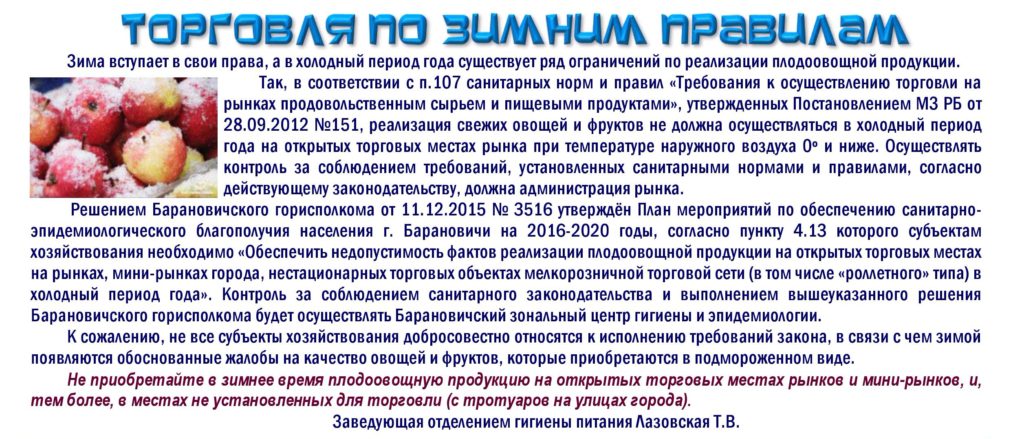 ТОРГОВЛЯ ПО ЗИМНИМ ПРАВИЛАМ
Зима вступает в свои права, а в холодный период года существует ряд ограничений по реализации плодоовощной продукции.
Так, в соответствии с п.107 санитарных норм и правил «Требования к осуществлению торговли на
рынках продовольственным сырьем и пищевыми продуктами», утвержденных Постановлением МЗ РБ от
28.09.2012 №151, реализация свежих овощей и фруктов не должна осуществляться в холодный период
года на открытых торговых местах рынка при температуре наружного воздуха 0º и ниже. Осуществлять
контроль за соблюдением требований, установленных санитарными нормами и правилами, согласно
действующему законодательству, должна администрация рынка.
Решением Барановичского горисполкома от 11.12.2015 № 3516 утверждён План мероприятий по обеспечению санитарно-
эпидемиологического благополучия населения г. Барановичи на 2016-2020 годы, согласно пункту 4.13 которого субъектам
хозяйствования необходимо «Обеспечить недопустимость фактов реализации плодоовощной продукции на открытых торговых местах
на рынках, мини-рынках города, нестационарных торговых объектах мелкорозничной торговой сети (в том числе «роллетного» типа) в
холодный период года». Контроль за соблюдением санитарного законодательства и выполнением вышеуказанного решения
Барановичского горисполкома будет осуществлять Барановичский зональный центр гигиены и эпидемиологии.
К сожалению, не все субъекты хозяйствования добросовестно относятся к исполнению требований закона, в связи с чем зимой
появляются обоснованные жалобы на качество овощей и фруктов, которые приобретаются в подмороженном виде.
Не приобретайте в зимнее время плодоовощную продукцию на открытых торговых местах рынков и мини-рынков, и,
тем более, в местах не установленных для торговли (с тротуаров на улицах города).
Заведующая отделением гигиены питания Лазовская Т.В.